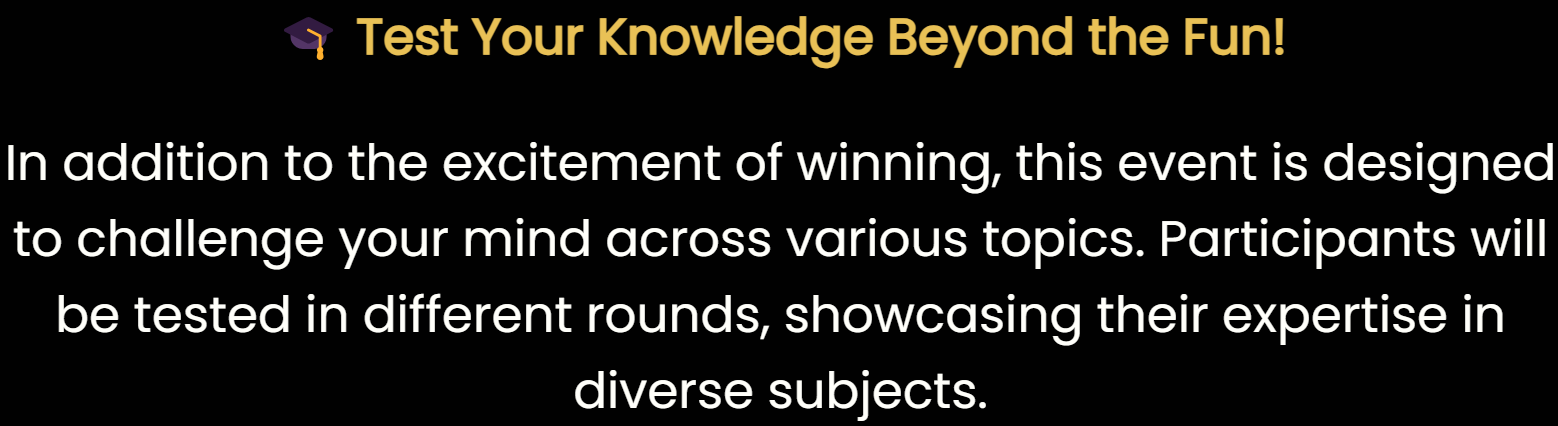 🎓 Test Your Knowledge Beyond the Fun!
In addition to the excitement of winning, this event is designed
to challenge your mind across various topics. Participants will
be tested in different rounds, showcasing their expertise in
diverse subjects.